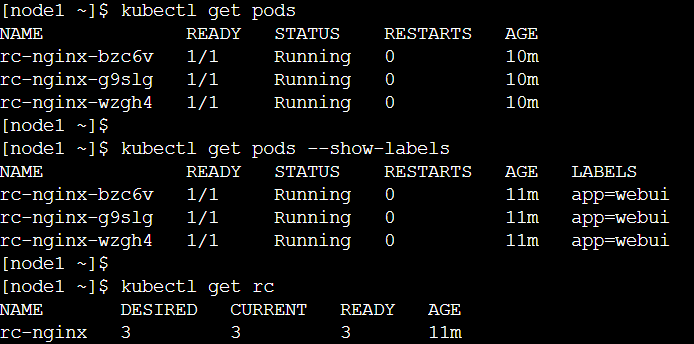 [node1 ~]$ kubectl get pods
NAME             READY   STATUS    RESTARTS   AGE
rc-nginx-bzc6v   1/1     Running   0          10m
rc-nginx-g9slg   1/1     Running   0          10m
rc-nginx-wzgh4   1/1     Running   0          10m
[node1 ~]$
[node1 ~]$ kubectl get pods --show-labels
NAME             READY   STATUS    RESTARTS   AGE   LABELS
rc-nginx-bzc6v   1/1     Running   0          11m   app=webui
rc-nginx-g9slg   1/1     Running   0          11m   app=webui
rc-nginx-wzgh4   1/1     Running   0          11m   app=webui
[node1 ~]$
[node1 ~]$ kubectl get rc
NAME       DESIRED   CURRENT   READY   AGE
rc-nginx   3         3         3       11m